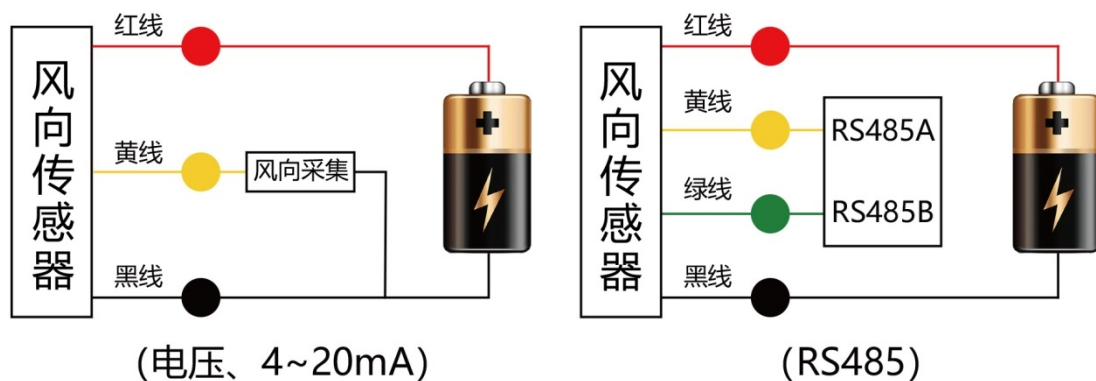 红线
风向传感器
黄线
风向采集
黑线
(电压、4~20mA)
红线
风向传感器
黄线
RS485A
绿线
RS485B
黑线
(RS485)